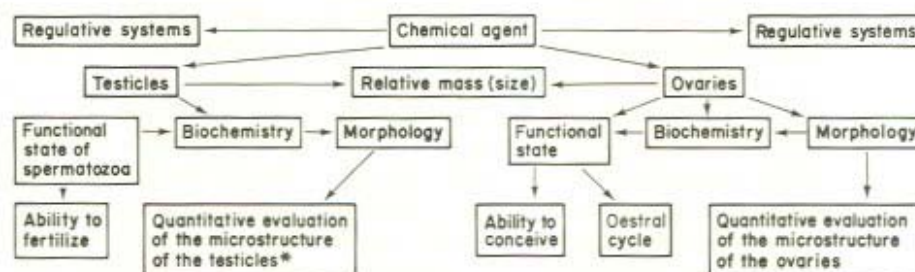 Regulative systems
Chemical agent
Regulative systems
Testicles
Relative mass (size)
Ovaries
Functional
state of
spermatozoa
Biochemistry
Morphology
Functional
state
Biochemistry
Morphology
Ability to
fertilize
Quantitative evaluation
of the microstructure
of the testicles*
Ability to
conceive
Oestral
cycle
Quantitative evaluation
of the microstructure
of the ovaries